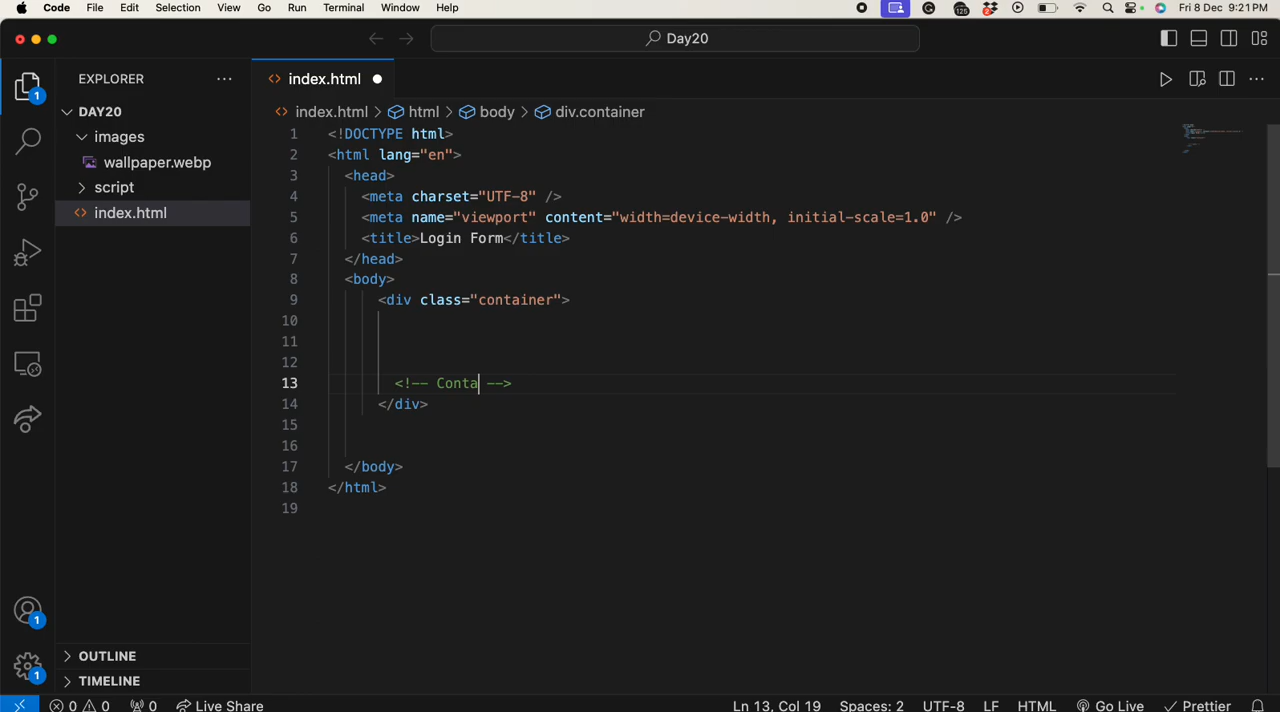 Code File Edit Selection View Go Run Terminal Window Help 125 Fri 8 Dec 9:21 PM
Day20
EXPLORER ··· index.html
index.html > html > body > div.container
1
DAY20
images
wallpaper.webp
script
index.html
1 <!DOCTYPE html>
2 <html lang="en">
3 <head>
4 <meta charset="UTF-8" />
5 <meta name="viewport" content="width=device-width, initial-scale=1.0" />
6 <title>Login Form</title>
7 </head>
8 <body>
9 <div class="container">
10
11
12
13 <!-- Conta -->
14 </div>
15
16
17 </body>
18 </html>
19
1
OUTLINE
1
TIMELINE
0 0 0 Live Share Ln 13, Col 19 Spaces: 2 UTF-8 LF HTML Go Live Prettier